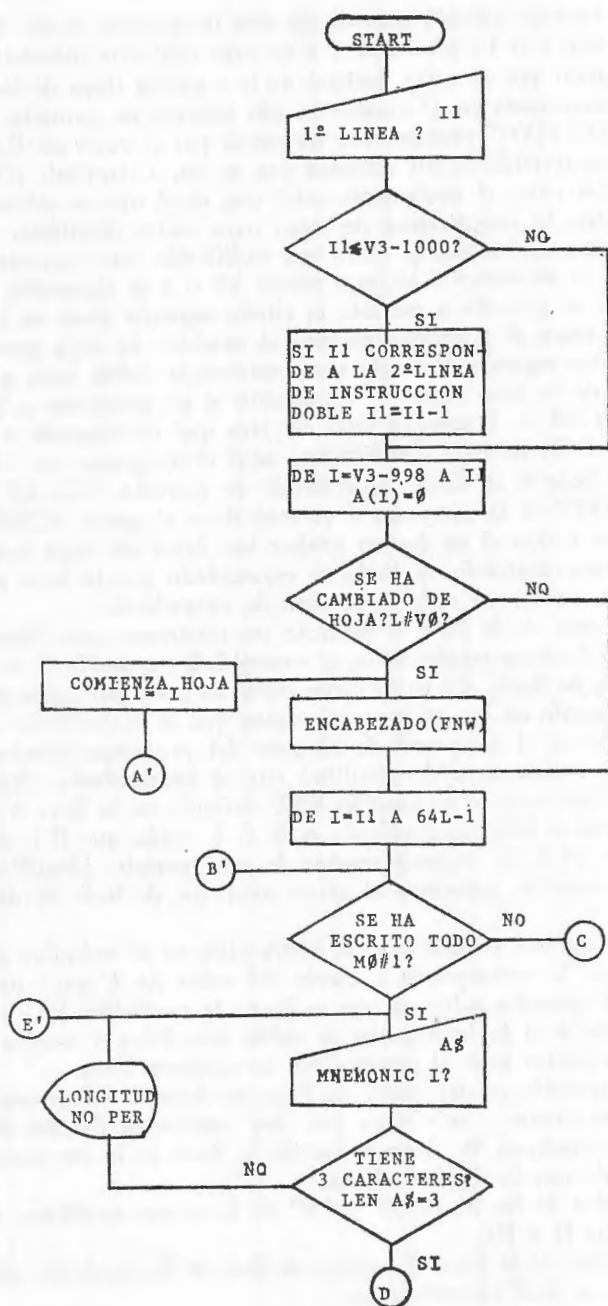 START
I1
1ª LINEA ?
I1≤V3-1000?
NO
SI
SI I1 CORRESPON-
DE A LA 2ªLINEA
DE INSTRUCCION
DOBLE I1=I1-1
DE I=V3-998 A I1
A(I)=Ø
SE HA
CAMBIADO DE
HOJA?L#VØ?
NO
SI
COMIENZA HOJA
I1=I
A'
ENCABEZADO(FNW)
DE I=I1 A 64L-1
B'
SE HA
ESCRITO TODO
MØ#1?
NO
C
SI
E'
A$
MNEMONIC I?
LONGITUD
NO PER
TIENE
3 CARACTERES?
LEN A$=3
NO
SI
D